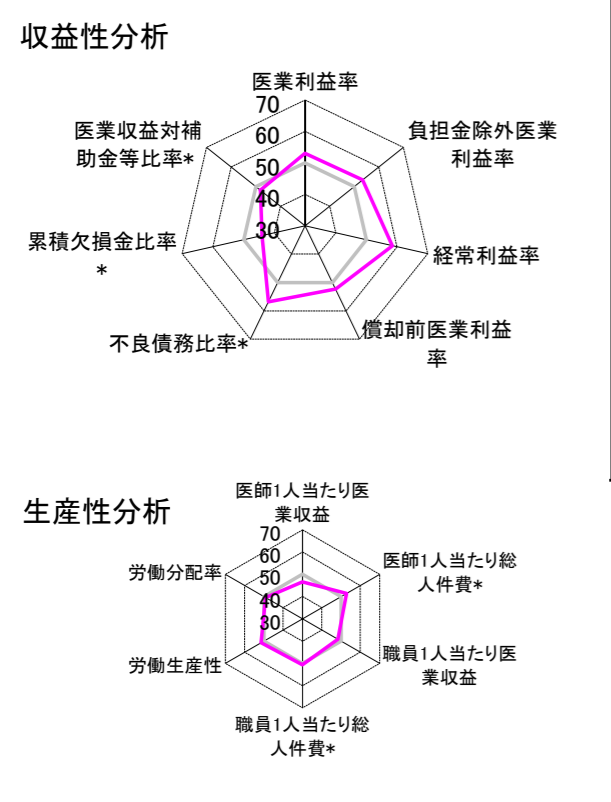 収益性分析
医業利益率
70
60
50
40
30
負担金除外医業
利益率
経常利益率
償却前医業利益
率
不良債務比率*
累積欠損金比率
*
医業収益対補
助金等比率*
生産性分析
医師1人当たり医
業収益
70
60
50
40
30
医師1人当たり総
人件費*
職員1人当たり医
業収益
職員1人当たり総
人件費*
労働生産性
労働分配率